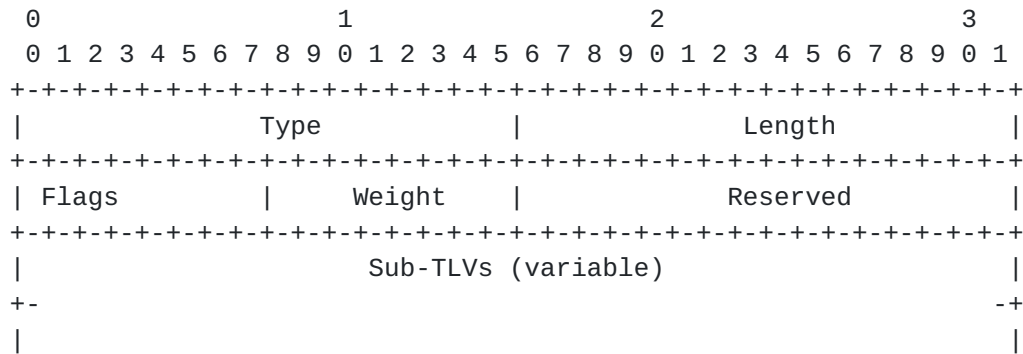 0                   1                   2                   3
 0 1 2 3 4 5 6 7 8 9 0 1 2 3 4 5 6 7 8 9 0 1 2 3 4 5 6 7 8 9 0 1
+-+-+-+-+-+-+-+-+-+-+-+-+-+-+-+-+-+-+-+-+-+-+-+-+-+-+-+-+-+-+-+-+
|               Type            |              Length           |
+-+-+-+-+-+-+-+-+-+-+-+-+-+-+-+-+-+-+-+-+-+-+-+-+-+-+-+-+-+-+-+-+
| Flags         |     Weight    |             Reserved          |
+-+-+-+-+-+-+-+-+-+-+-+-+-+-+-+-+-+-+-+-+-+-+-+-+-+-+-+-+-+-+-+-+
|                      Sub-TLVs (variable)                      |
+-                                                             -+
|                                                               |